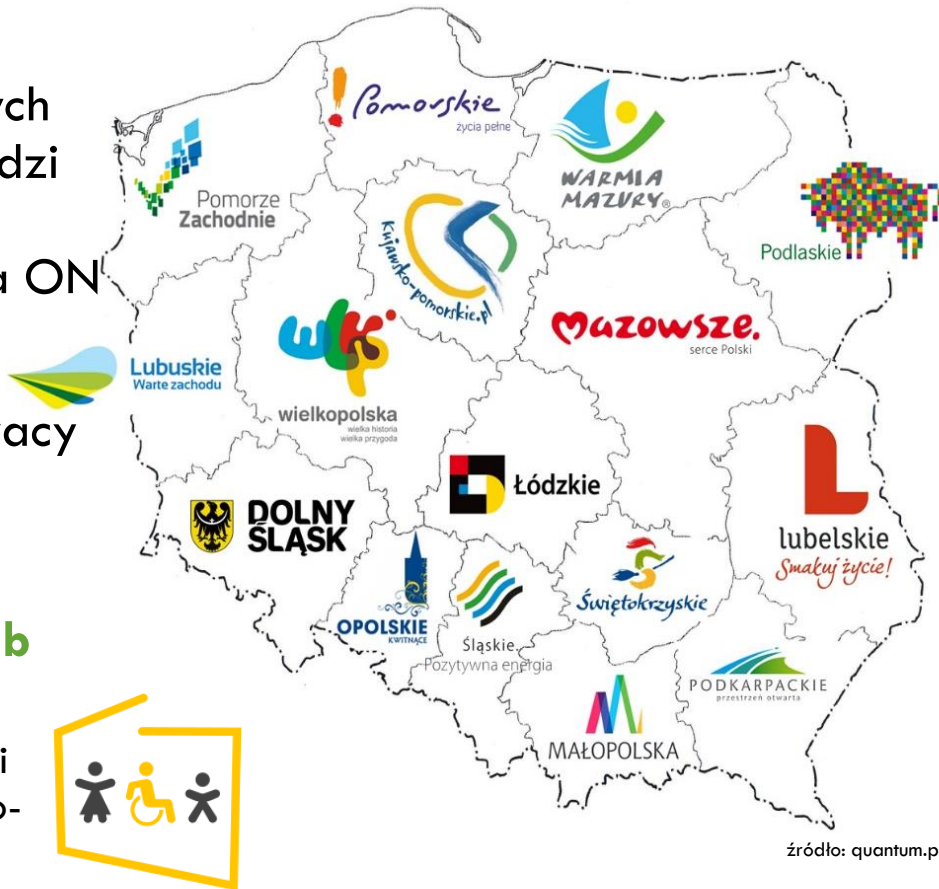 ych
dzi
a ON
acy
b
i
o-
!Pomorskie
życia pełne
Pomorze
Zachodnie
WARMIA
MAZURY®
Podlaskie
kujawsko-pomorskie.pl
Mazowsze.
serce Polski
Lubuskie
Warte zachodu
wielkopolska
wielka historia
wielka przygoda
Łódzkie
DOLNY
ŚLĄSK
lubelskie
Smakuj życie!
OPOLSKIE
KWITNĄCE
Śląskie.
Pozytywna energia
Świętokrzyskie
PODKARPACKIE
przestrzeń otwarta
MAŁOPOLSKA
źródło: quantum.p